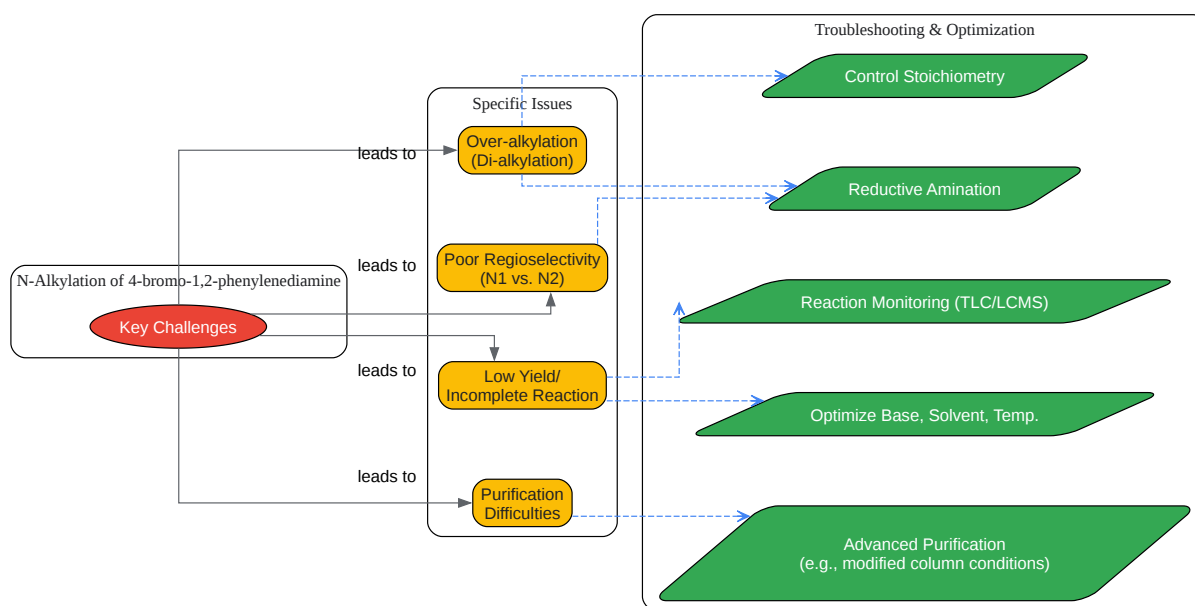 Troubleshooting & Optimization
Control Stoichiometry
Specific Issues
Over-alkylation
(Di-alkylation)
leads to
Reductive Amination
Poor Regioselectivity
(N1 vs. N2)
leads to
N-Alkylation of 4-bromo-1,2-phenylenediamine
Key Challenges
Reaction Monitoring (TLC/LCMS)
leads to
Low Yield/
Incomplete Reaction
Optimize Base, Solvent, Temp.
leads to
Purification
Difficulties
Advanced Purification
(e.g., modified column conditions)